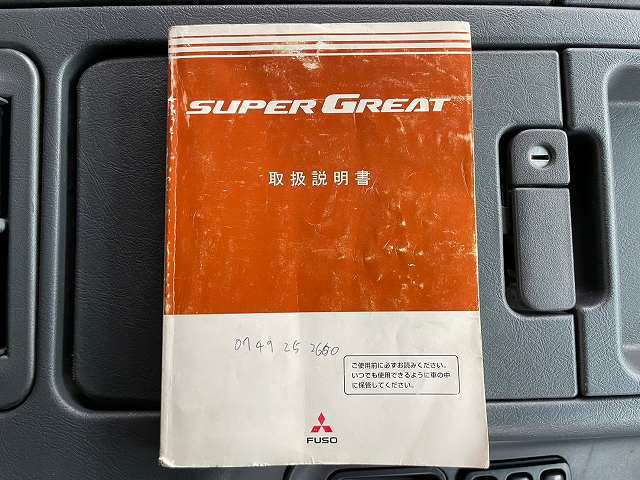 SUPER GREAT
取扱説明書
0749 25 2650
ご使用前に必ずお読みください。
いつでも使用できるように車の中
に保管してください。
FUSO